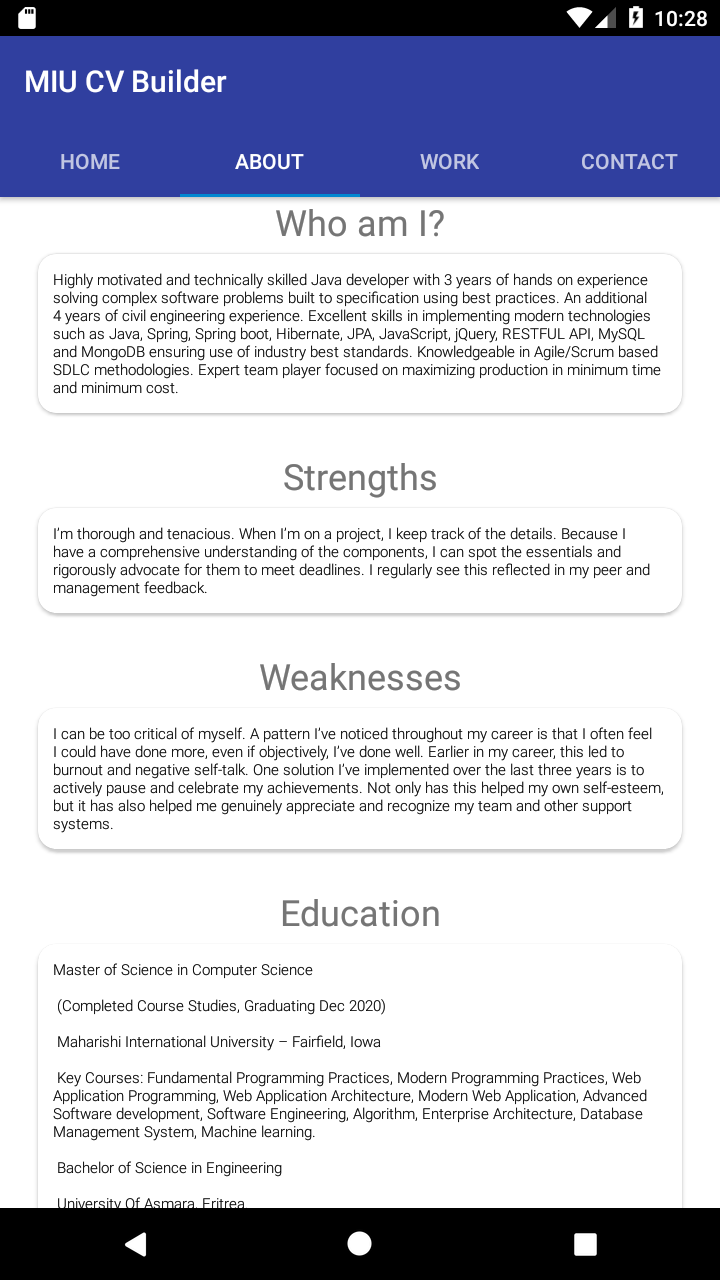 10:28
MIU CV Builder
HOME ABOUT WORK CONTACT
Who am I?
Highly motivated and technically skilled Java developer with 3 years of hands on experience
solving complex software problems built to specification using best practices. An additional
4 years of civil engineering experience. Excellent skills in implementing modern technologies
such as Java, Spring, Spring boot, Hibernate, JPA, JavaScript, jQuery, RESTFUL API, MySQL
and MongoDB ensuring use of industry best standards. Knowledgeable in Agile/Scrum based
SDLC methodologies. Expert team player focused on maximizing production in minimum time
and minimum cost.
Strengths
I’m thorough and tenacious. When I’m on a project, I keep track of the details. Because I
have a comprehensive understanding of the components, I can spot the essentials and
rigorously advocate for them to meet deadlines. I regularly see this reflected in my peer and
management feedback.
Weaknesses
I can be too critical of myself. A pattern I’ve noticed throughout my career is that I often feel
I could have done more, even if objectively, I’ve done well. Earlier in my career, this led to
burnout and negative self-talk. One solution I’ve implemented over the last three years is to
actively pause and celebrate my achievements. Not only has this helped my own self-esteem,
but it has also helped me genuinely appreciate and recognize my team and other support
systems.
Education
Master of Science in Computer Science
(Completed Course Studies, Graduating Dec 2020)
Maharishi International University – Fairfield, Iowa
Key Courses: Fundamental Programming Practices, Modern Programming Practices, Web
Application Programming, Web Application Architecture, Modern Web Application, Advanced
Software development, Software Engineering, Algorithm, Enterprise Architecture, Database
Management System, Machine learning.
Bachelor of Science in Engineering
University Of Asmara, Eritrea